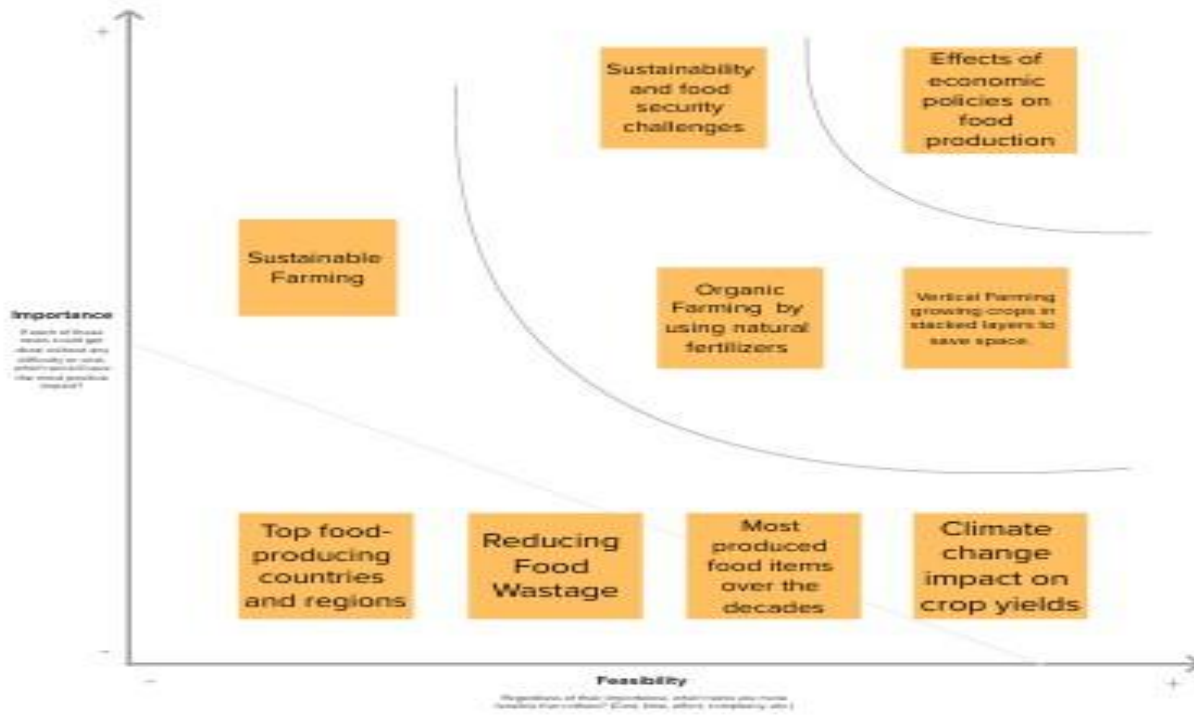 Sustainability
and food
security
challenges
Effects of
economic
policies on
food
production
Sustainable
Farming
Organic
Farming by
using natural
fertilizers
Vertical Farming
growing crops in
stacked layers to
save space.
Importance
Top food-
producing
countries
and regions
Reducing
Food
Wastage
Most
produced
food items
over the
decades
Climate
change
impact on
crop yields
Feasibility